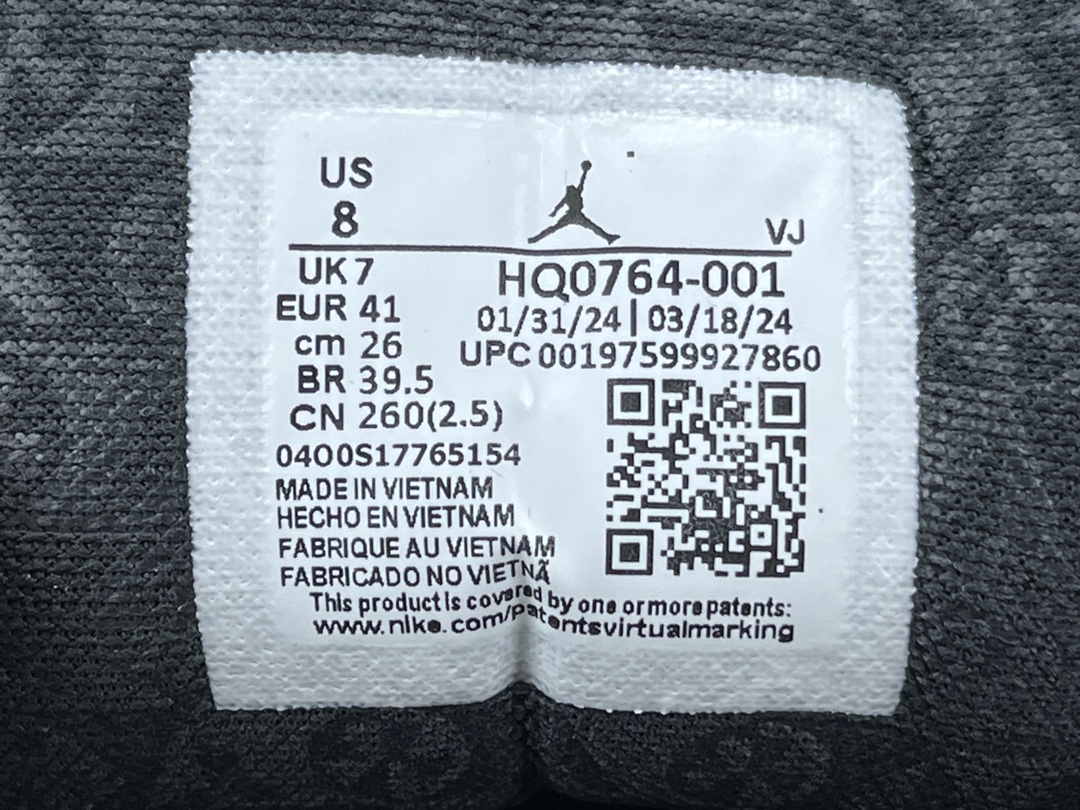 US
8
VJ
UK 7
HQ0764-001
EUR 41
01/31/24 | 03/18/24
cm 26
UPC 00197599927860
BR 39.5
CN 260(2.5)
04O0S17765154
MADE IN VIETNAM
HECHO EN VIETNAM
FABRIQUE AU VIETNAM
FABRICADO NO VIETNÃ
This product is covered by one or more patents:
www.nike.com/patentsvirtualmarking